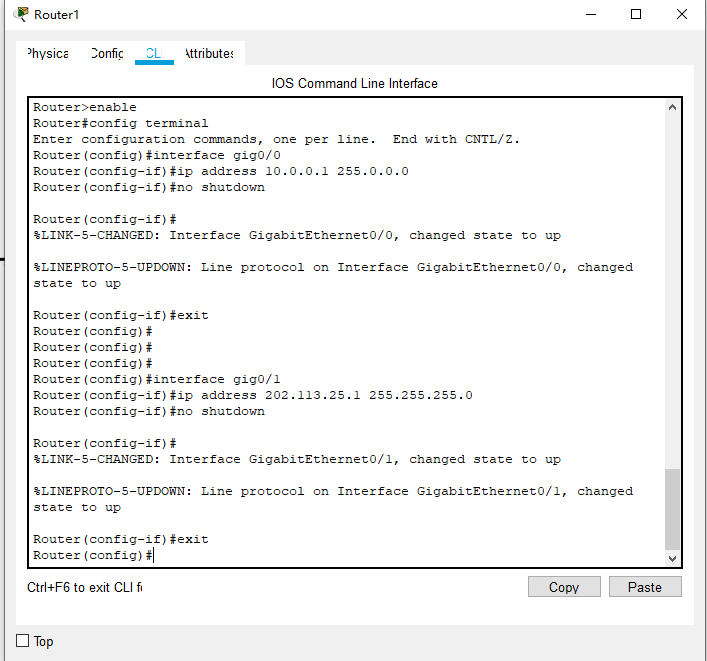 Router1
Physica Config CL Attributes
IOS Command Line Interface
Router>enable
Router#config terminal
Enter configuration commands, one per line.  End with CNTL/Z.
Router(config)#interface gig0/0
Router(config-if)#ip address 10.0.0.1 255.0.0.0
Router(config-if)#no shutdown
Router(config-if)#
%LINK-5-CHANGED: Interface GigabitEthernet0/0, changed state to up
%LINEPROTO-5-UPDOWN: Line protocol on Interface GigabitEthernet0/0, changed
state to up
Router(config-if)#exit
Router(config)#
Router(config)#
Router(config)#
Router(config)#interface gig0/1
Router(config-if)#ip address 202.113.25.1 255.255.255.0
Router(config-if)#no shutdown
Router(config-if)#
%LINK-5-CHANGED: Interface GigabitEthernet0/1, changed state to up
%LINEPROTO-5-UPDOWN: Line protocol on Interface GigabitEthernet0/1, changed
state to up
Router(config-if)#exit
Router(config)#
Ctrl+F6 to exit CLI fo
Copy Paste
Top